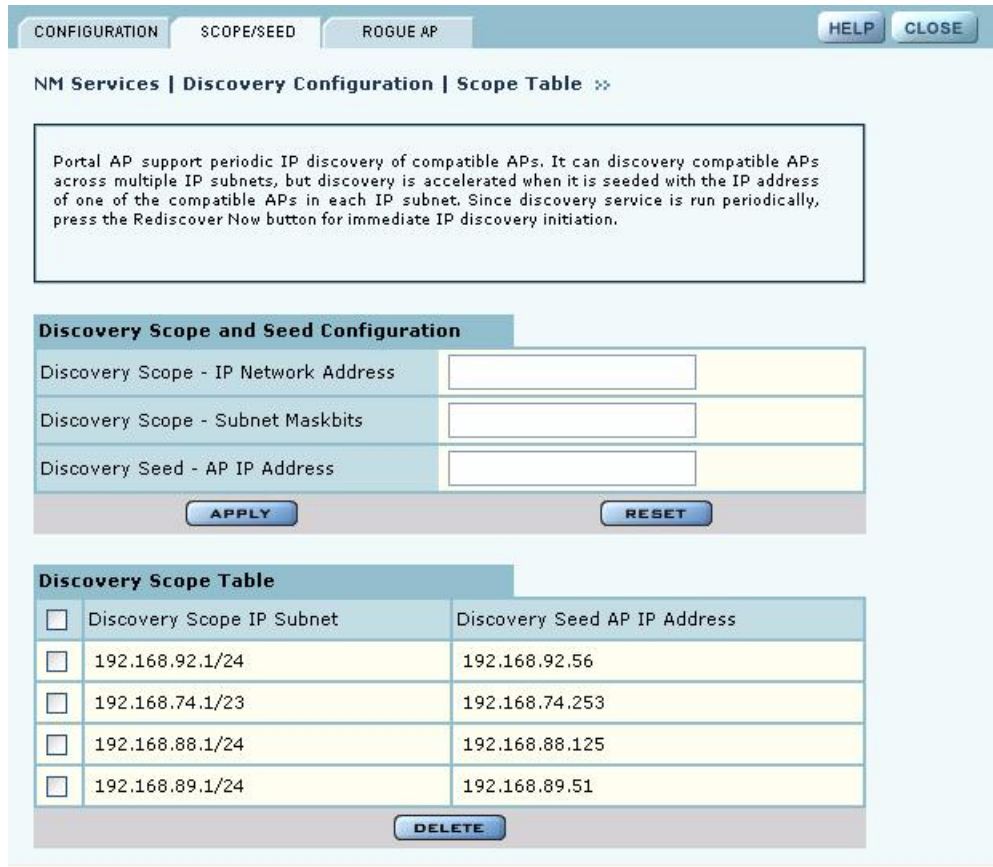 CONFIGURATION SCOPE/SEED ROGUE AP HELP CLOSE
NM Services | Discovery Configuration | Scope Table »
Portal AP support periodic IP discovery of compatible APs. It can discovery compatible APs
across multiple IP subnets, but discovery is accelerated when it is seeded with the IP address
of one of the compatible APs in each IP subnet. Since discovery service is run periodically,
press the Rediscover Now button for immediate IP discovery initiation.
Discovery Scope and Seed Configuration
Discovery Scope - IP Network Address
Discovery Scope - Subnet Maskbits
Discovery Seed - AP IP Address
APPLY RESET
Discovery Scope Table
Discovery Scope IP Subnet Discovery Seed AP IP Address
192.168.92.1/24 192.168.92.56
192.168.74.1/23 192.168.74.253
192.168.88.1/24 192.168.88.125
192.168.89.1/24 192.168.89.51
DELETE